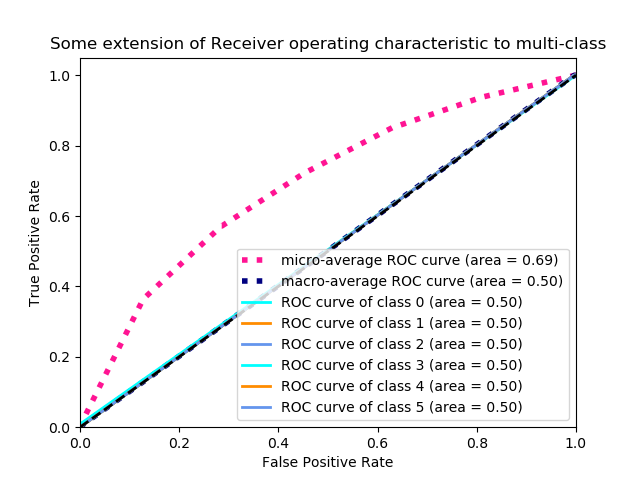 Some extension of Receiver operating characteristic to multi-class
1.0
0.8
0.6
0.4
0.2
0.0
True Positive Rate
micro-average ROC curve (area = 0.69)
macro-average ROC curve (area = 0.50)
ROC curve of class 0 (area = 0.50)
ROC curve of class 1 (area = 0.50)
ROC curve of class 2 (area = 0.50)
ROC curve of class 3 (area = 0.50)
ROC curve of class 4 (area = 0.50)
ROC curve of class 5 (area = 0.50)
0.0 0.2 0.4 0.6 0.8 1.0
False Positive Rate